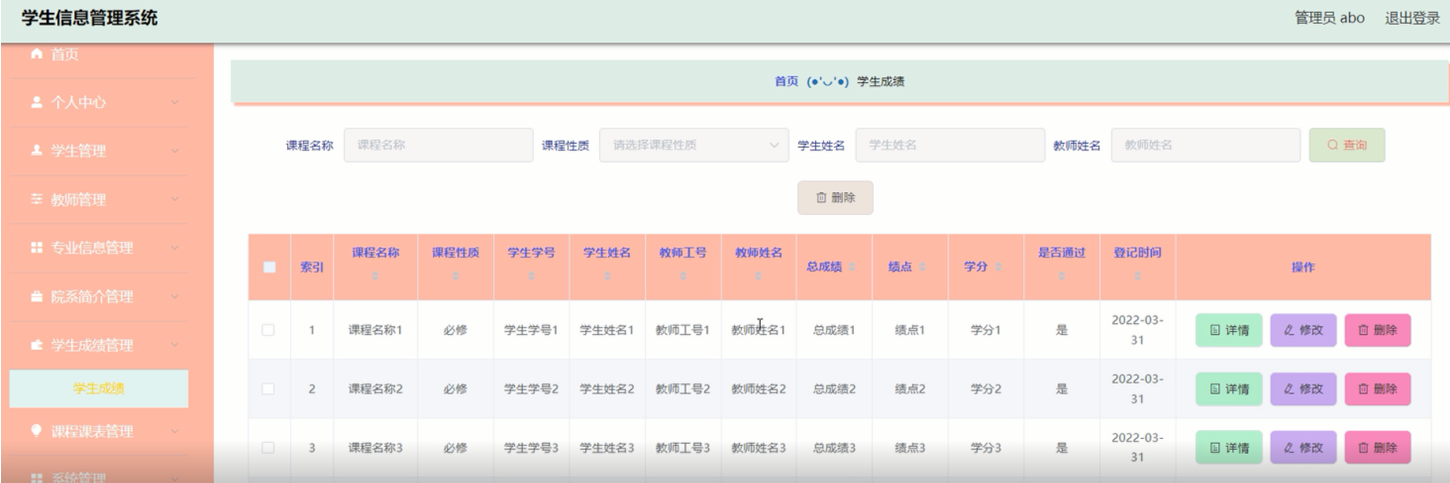 学生信息管理系统
管理员 abo 退出登录
首页
个人中心
学生管理
教师管理
专业信息管理
院系简介管理
学生成绩管理
学生成绩
课程课表管理
系统管理
首页 (●'◡'●) 学生成绩
课程名称 课程名称 课程性质 请选择课程性质 学生姓名 学生姓名 教师姓名 教师姓名 查询
删除
索引 课程名称 课程性质 学生学号 学生姓名 教师工号 教师姓名 总成绩 绩点 学分 是否通过 登记时间 操作
1 课程名称1 必修 学生学号1 学生姓名1 教师工号1 教师姓名1 总成绩1 绩点1 学分1 是 2022-03-
31
详情 修改 删除
2 课程名称2 必修 学生学号2 学生姓名2 教师工号2 教师姓名2 总成绩2 绩点2 学分2 是 2022-03-
31
详情 修改 删除
3 课程名称3 必修 学生学号3 学生姓名3 教师工号3 教师姓名3 总成绩3 绩点3 学分3 是 2022-03-
31
详情 修改 删除